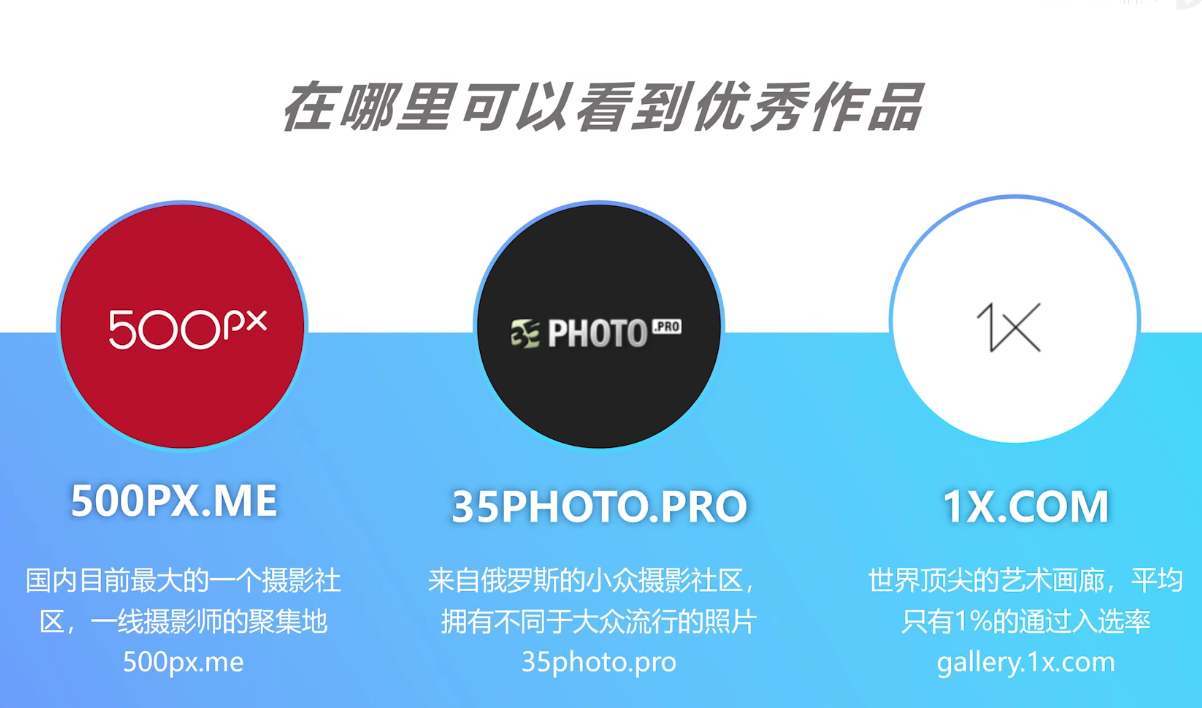 在哪里可以看到优秀作品
500px
PHOTO.PRO
1x
500PX.ME
国内目前最大的一个摄影社
区，一线摄影师的聚集地
500px.me
35PHOTO.PRO
来自俄罗斯的小众摄影社区，
拥有不同于大众流行的照片
35photo.pro
1X.COM
世界顶尖的艺术画廊，平均
只有1%的通过入选率
gallery.1x.com